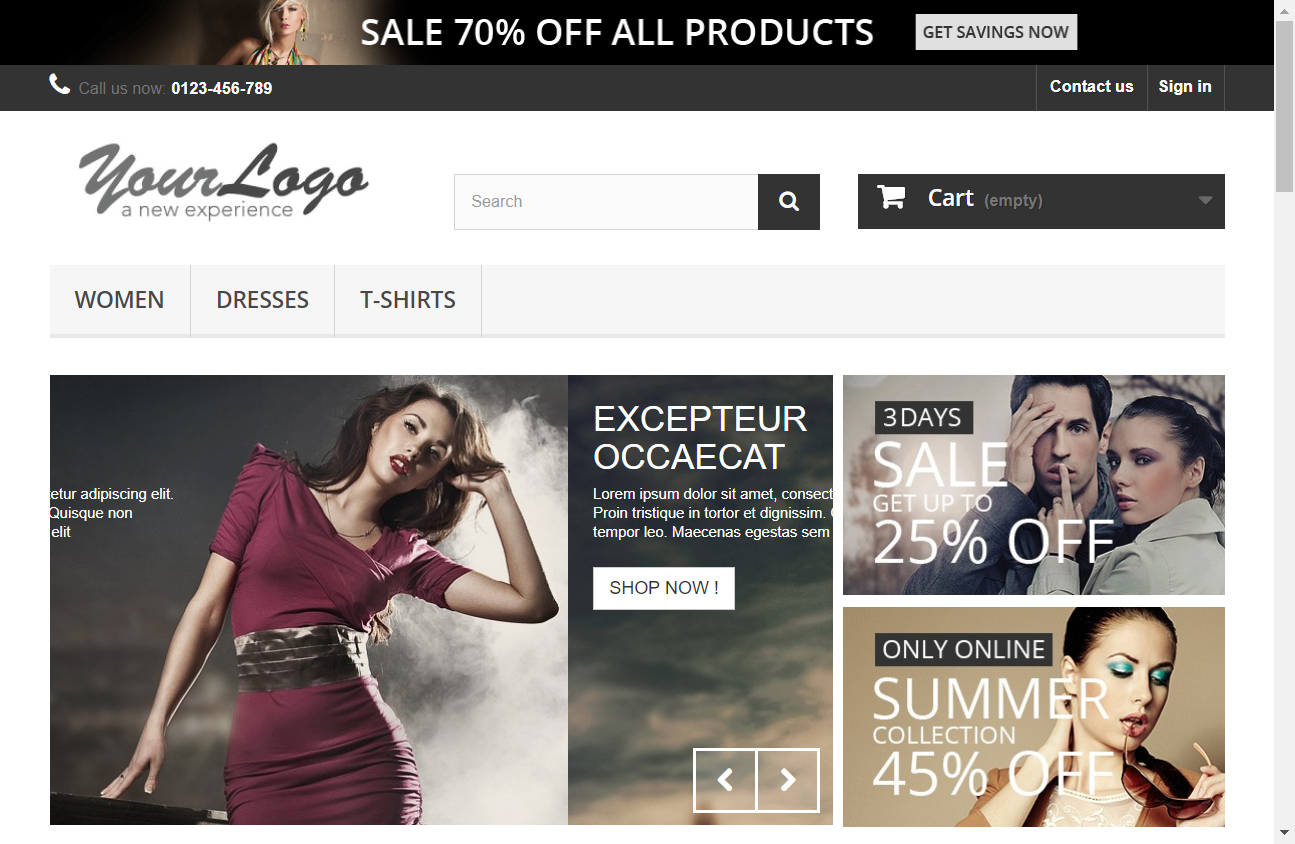 SALE 70% OFF ALL PRODUCTS
GET SAVINGS NOW
Call us now: 0123-456-789
Contact us
Sign in
YourLogo
a new experience
Search
Cart (empty)
WOMEN
DRESSES
T-SHIRTS
adipiscing elit.
Quisque non
elit
EXCEPTEUR
OCCAECAT
Lorem ipsum dolor sit amet,
Proin tristique in tortor et dignissim.
tempor leo. Maecenas egestas sem
SHOP NOW !
3 DAYS
SALE
GET UP TO
25% OFF
ONLY ONLINE
SUMMER
COLLECTION
45% OFF